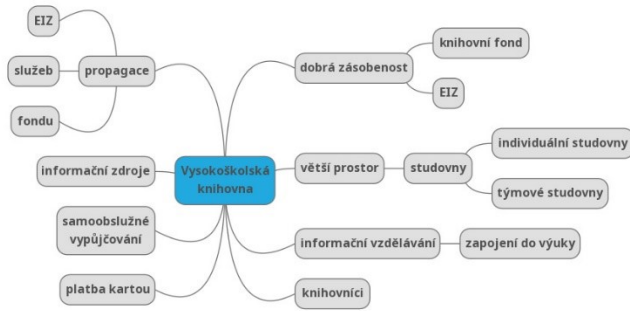 EIZ
služeb
fondu
propagace
informační zdroje
samoobslužné
vypůjčování
platba kartou
Vysokoškolská
knihovna
dobrá zásobenost
knihovní fond
EIZ
větší prostor
studovny
individuální studovny
týmové studovny
informační vzdělávání
zapojení do výuky
knihovníci